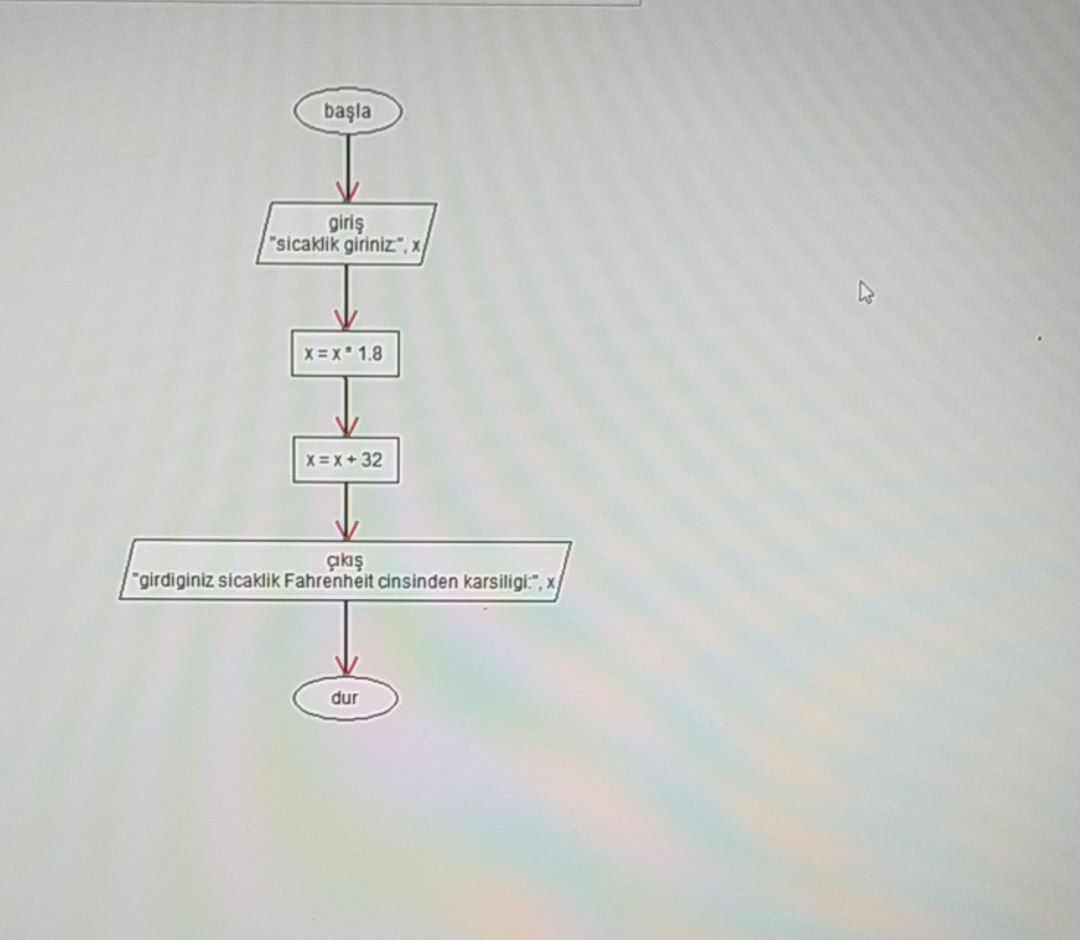 başla
giriş
"sicaklik giriniz:", x
x = x * 1.8
x = x + 32
çıkış
"girdiginiz sicaklik Fahrenheit cinsinden karsiligi:", x
dur